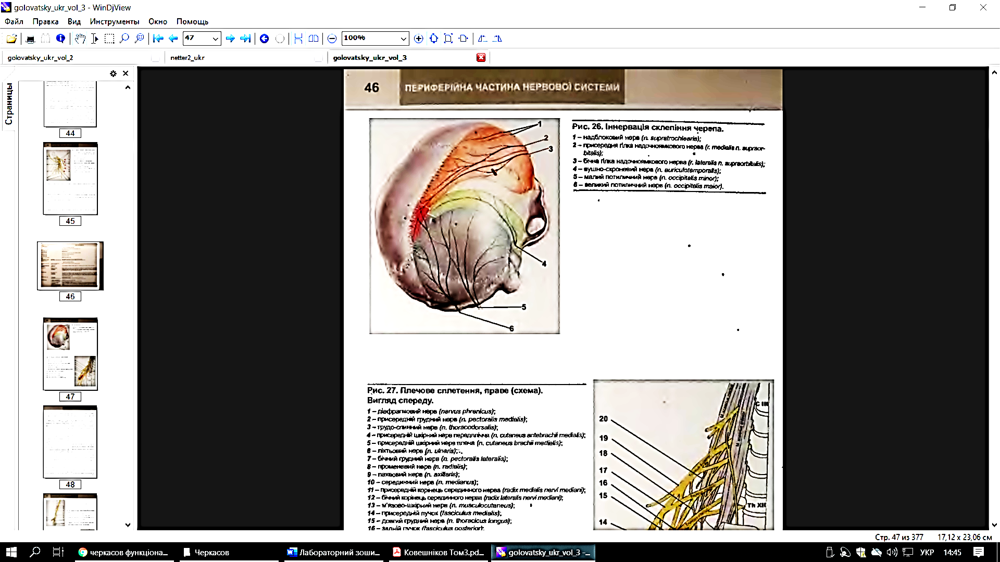 golovatsky_ukr_vol_3 - WinDjView
Файл Правка Вид Инструменты Окно Помощь
47
100%
golovatsky_ukr_vol_2 netter2_ukr golovatsky_ukr_vol_3
Страницы
44
45
46
47
48
46 ПЕРИФЕРІЙНА ЧАСТИНА НЕРВОВОЇ СИСТЕМИ
1
2
3
4
5
6
Рис. 26. Іннервація склепіння черепа.
1 – надблоковий нерв (n. supratrochlearis);
2 – присередня гілка надочноямкового нерва (r. medialis n. supraor-
bitalis);
3 – бічна гілка надочноямкового нерва (r. lateralis n. supraorbitalis);
4 – вушно-скроневий нерв (n. auriculotemporalis);
5 – малий потиличний нерв (n. occipitalis minor);
6 – великий потиличний нерв (n. occipitalis maior).
Рис. 27. Плечове сплетення, праве (схема).
Вигляд спереду.
1 – діафрагмовий нерв (nervus phrenicus);
2 – присередній грудний нерв (n. pectoralis medialis);
3 – грудо-спинний нерв (n. thoracodorsalis);
4 – присередній шкірний нерв передпліччя (n. cutaneus antebrachii medialis);
5 – присередній шкірний нерв плеча (n. cutaneus brachii medialis);
6 – ліктьовий нерв (n. ulnaris);
7 – бічний грудний нерв (n. pectoralis lateralis);
8 – променевий нерв (n. radialis);
9 – пахвовий нерв (n. axillaris);
10 – серединний нерв (n. medianus);
11 – присередній корінець серединного нерва (radix medialis nervi mediani);
12 – бічний корінець серединного нерва (radix lateralis nervi mediani);
13 – м'язово-шкірний нерв (n. musculocutaneus);
14 – присередній пучок (fasciculus medialis);
15 – довгий грудний нерв (n. thoracicus longus);
16 – задній пучок (fasciculus posterior);
20
19
18
17
16
15
14
C III
Th XII
Стр. 47 из 377 17,12 x 23,06 см
черкасов функціона... Черкасов Лабораторний зоши... Ковешніков Том3.pd... golovatsky_ukr_vol_3 –... УКР 14:45